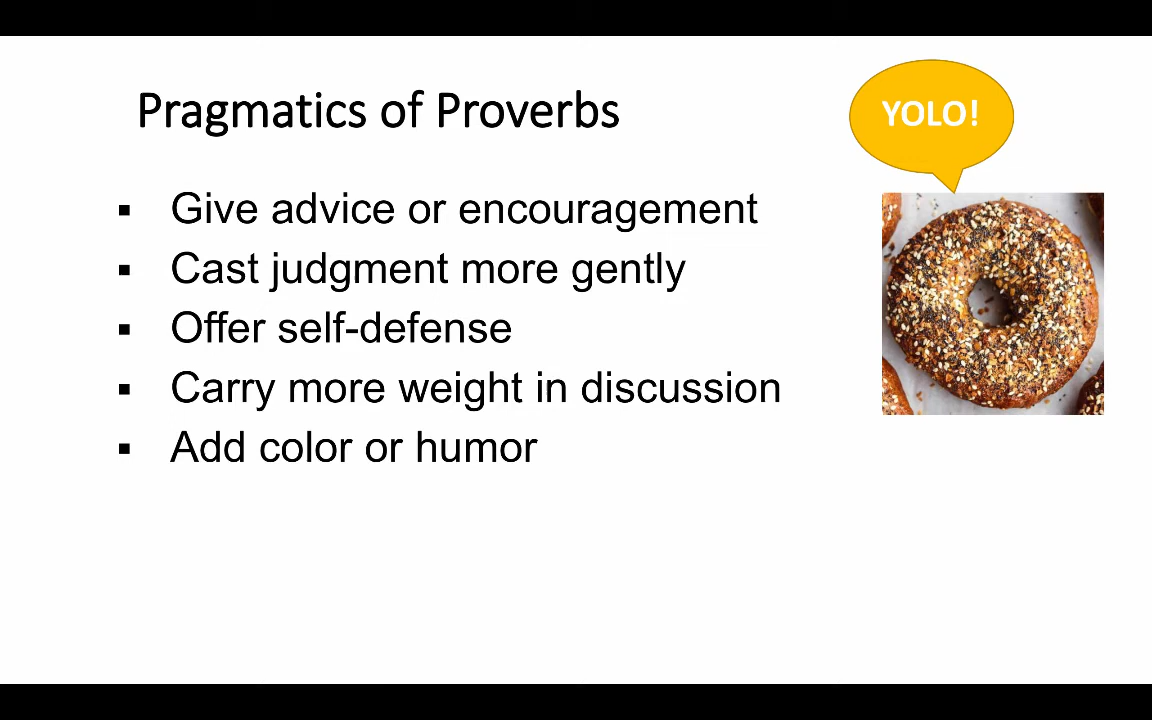 Pragmatics of Proverbs
YOLO!
▪ Give advice or encouragement
▪ Cast judgment more gently
▪ Offer self-defense
▪ Carry more weight in discussion
▪ Add color or humor